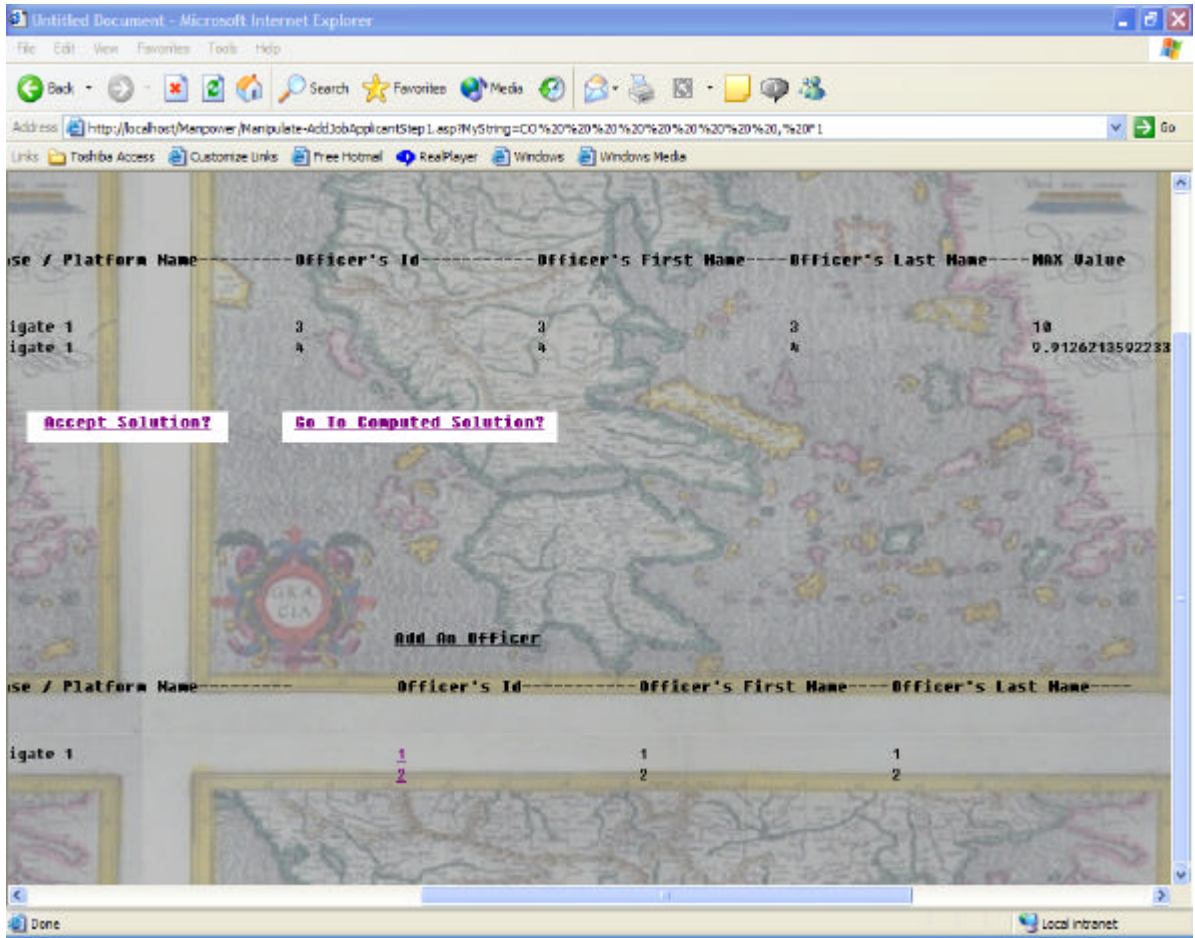 Untitled Document - Microsoft Internet Explorer
File Edit View Favorites Tools Help
Back Search Favorites Media
Address http://localhost/Manpower/Manipulate-AddJobApplicantStep1.asp?MyString=CO%20%20%20%20%20%20%20%20%20,%20F1 Go
Links Toshiba Access Customize Links Free Hotmail RealPlayer Windows Windows Media
se / Platform Name---------Officer's Id-----------Officer's First Name----Officer's Last Name----MAX Value
igate 1 3 3 3 10
igate 1 4 4 4 9.9126213592233
Accept Solution? Go To Computed Solution?
GRÆ
CIA
Add An Officer
se / Platform Name--------- Officer's Id-----------Officer's First Name----Officer's Last Name----
igate 1 1 1 1
2 2 2
Done Local intranet